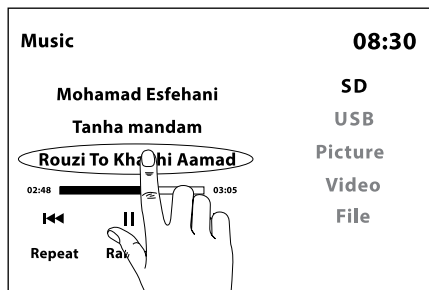 Music
08:30
Mohamad Esfehani
Tanha mandam
Rouzi To Aamad
02:48 03:05
Repeat
SD
USB
Picture
Video
File